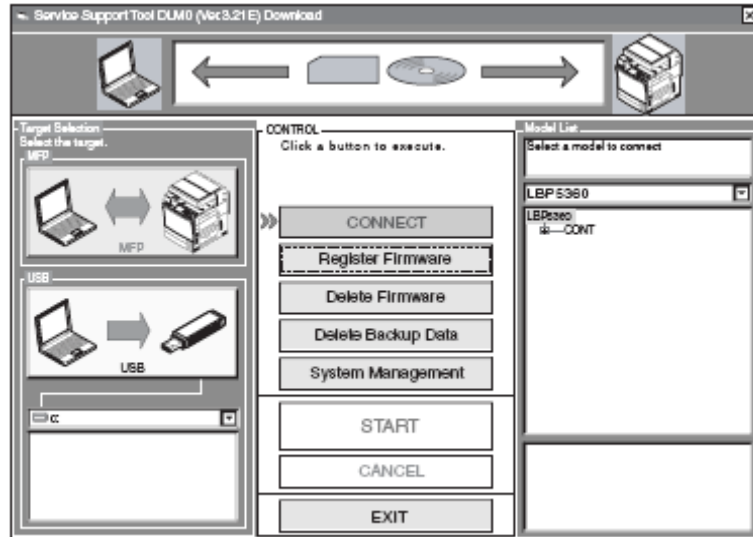 Service Support Tool DLM0 (Ver.3.21E) Download
Target Selection
Select the target.
MFP
MFP
USB
USB
CONTROL
Click a button to execute.
CONNECT
Register Firmware
Delete Firmware
Delete Backup Data
System Management
START
CANCEL
EXIT
Model List
Select a model to connect
LBP5360
LBP5360
CONT